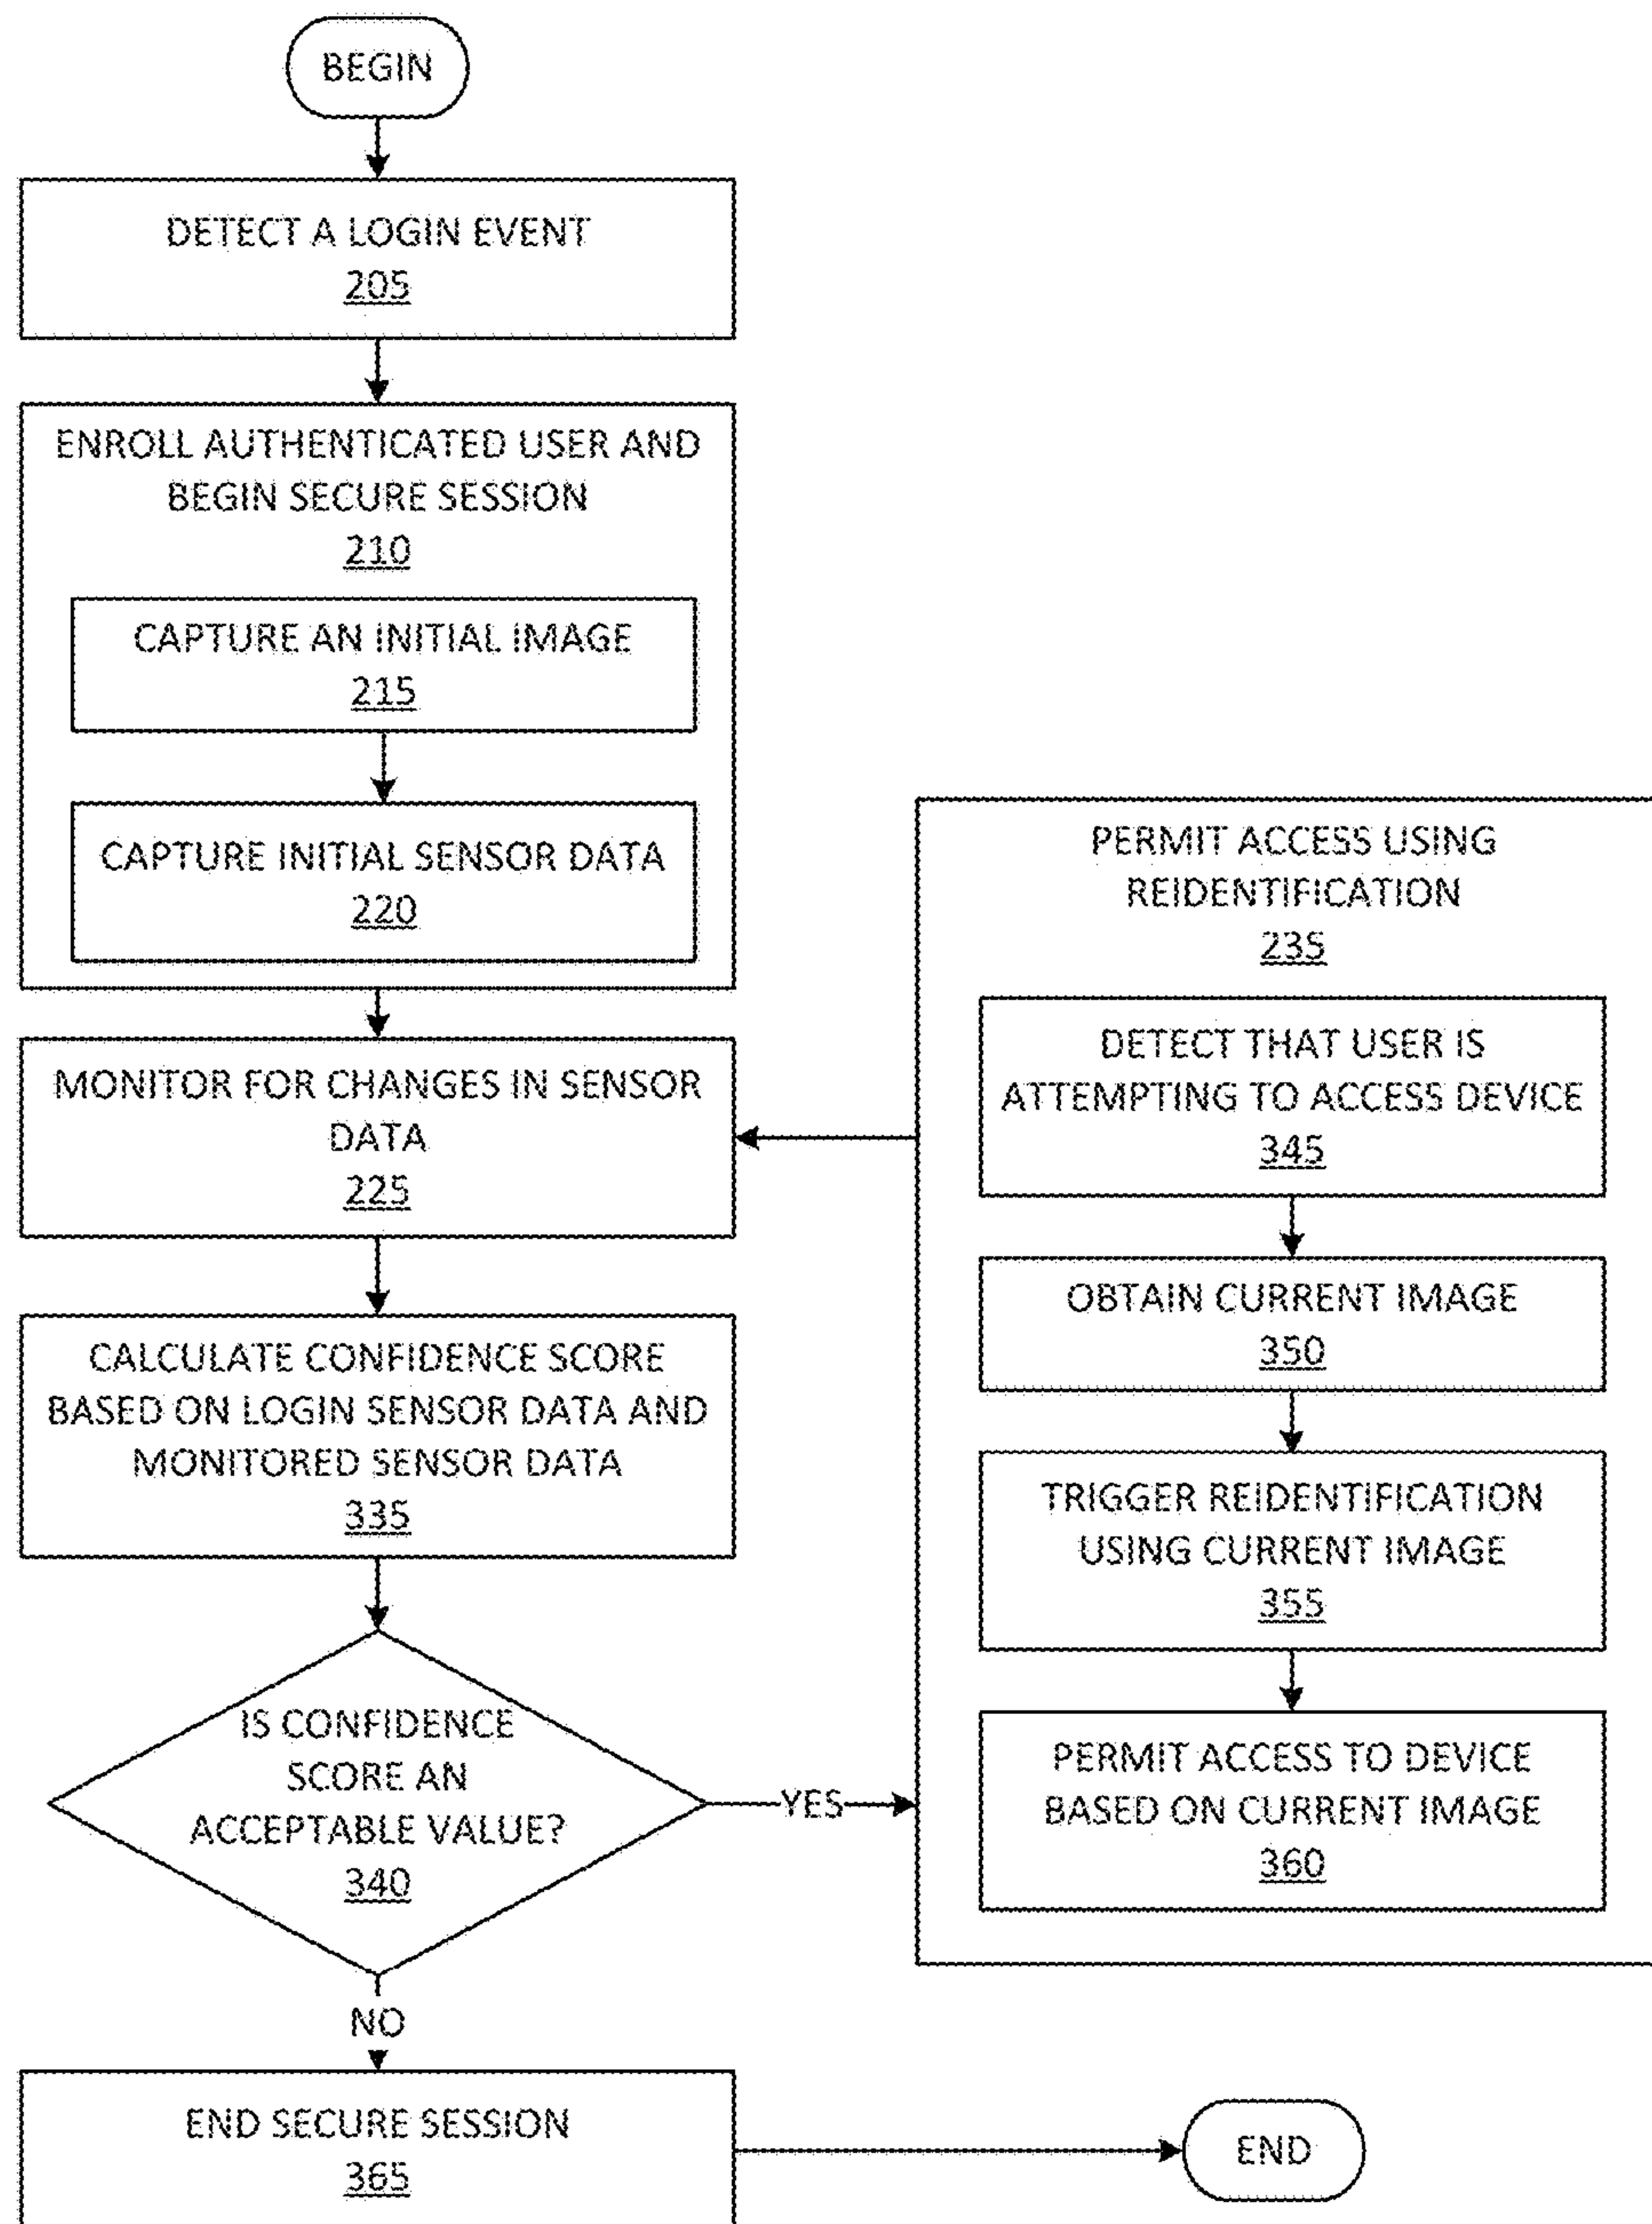 BEGIN
DETECT A LOGIN EVENT
205
ENROLL AUTHENTICATED USER AND
BEGIN SECURE SESSION
210
CAPTURE AN INITIAL IMAGE
215
CAPTURE INITIAL SENSOR DATA
220
MONITOR FOR CHANGES IN SENSOR
DATA
225
CALCULATE CONFIDENCE SCORE
BASED ON LOGIN SENSOR DATA AND
MONITORED SENSOR DATA
335
IS CONFIDENCE
SCORE AN
ACCEPTABLE VALUE?
340
YES
NO
PERMIT ACCESS USING
REIDENTIFICATION
235
DETECT THAT USER IS
ATTEMPTING TO ACCESS DEVICE
345
OBTAIN CURRENT IMAGE
350
TRIGGER REIDENTIFICATION
USING CURRENT IMAGE
355
PERMIT ACCESS TO DEVICE
BASED ON CURRENT IMAGE
360
END SECURE SESSION
365
END